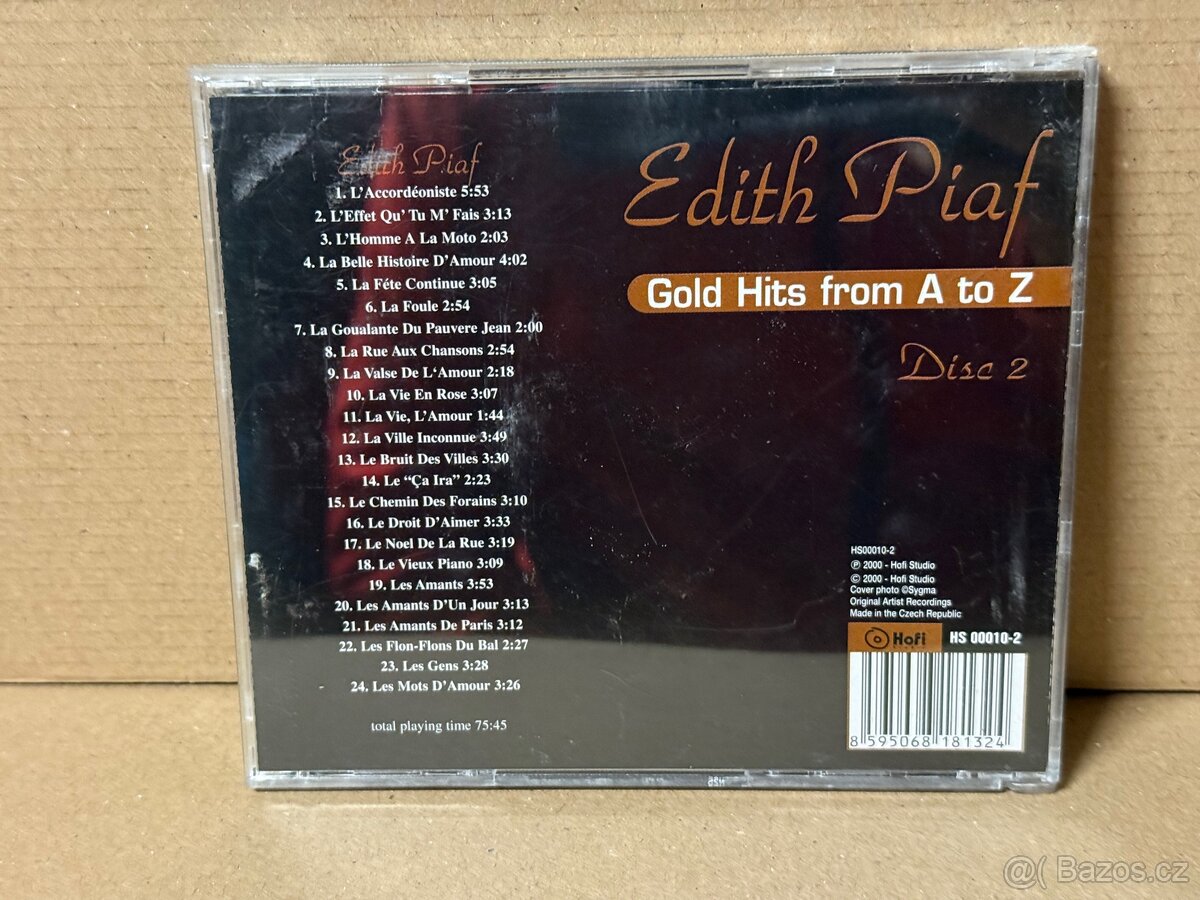 Edith Piaf
1. L'Accordéoniste 5:53
2. L'Effet Qu' Tu M' Fais 3:13
3. L'Homme A La Moto 2:03
4. La Belle Histoire D'Amour 4:02
5. La Féte Continue 3:05
6. La Foule 2:54
7. La Goualante Du Pauvere Jean 2:00
8. La Rue Aux Chansons 2:54
9. La Valse De L'Amour 2:18
10. La Vie En Rose 3:07
11. La Vie, L'Amour 1:44
12. La Ville Inconnue 3:49
13. Le Bruit Des Villes 3:30
14. Le "Ça Ira" 2:23
15. Le Chemin Des Forains 3:10
16. Le Droit D'Aimer 3:33
17. Le Noel De La Rue 3:19
18. Le Vieux Piano 3:09
19. Les Amants 3:53
20. Les Amants D'Un Jour 3:13
21. Les Amants De Paris 3:12
22. Les Flon-Flons Du Bal 2:27
23. Les Gens 3:28
24. Les Mots D'Amour 3:26
total playing time 75:45
Edith Piaf
Gold Hits from A to Z
Disc 2
HS00010-2
℗ 2000 - Hofi Studio
© 2000 - Hofi Studio
Cover photo ©Sygma
Original Artist Recordings
Made in the Czech Republic
Hofi HS 00010-2
8 595068 181324
Bazos.cz